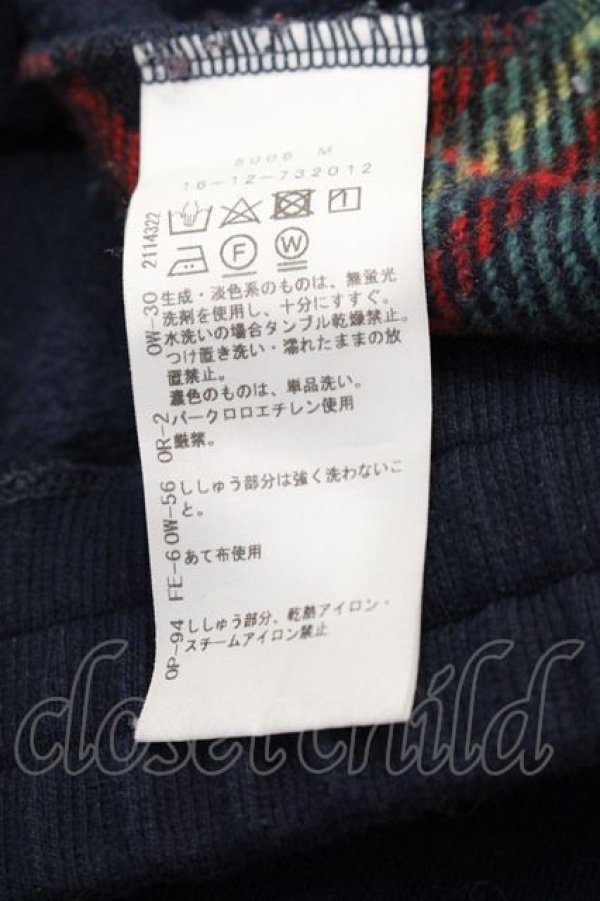 6006 M
16-12-732012
F W
OW-30 2114322
生成・淡色系のものは、無蛍光
洗剤を使用し、十分にすすぐ。
水洗いの場合タンブル乾燥禁止。
つけ置き洗い・濡れたままの放
置禁止。
濃色のものは、単品洗い。
OR-2
パークロロエチレン使用
厳禁。
OW-56
ししゅう部分は強く洗わないこ
と。
FE-6
あて布使用
OP-94
ししゅう部分、乾熱アイロン・
スチームアイロン禁止
closet child